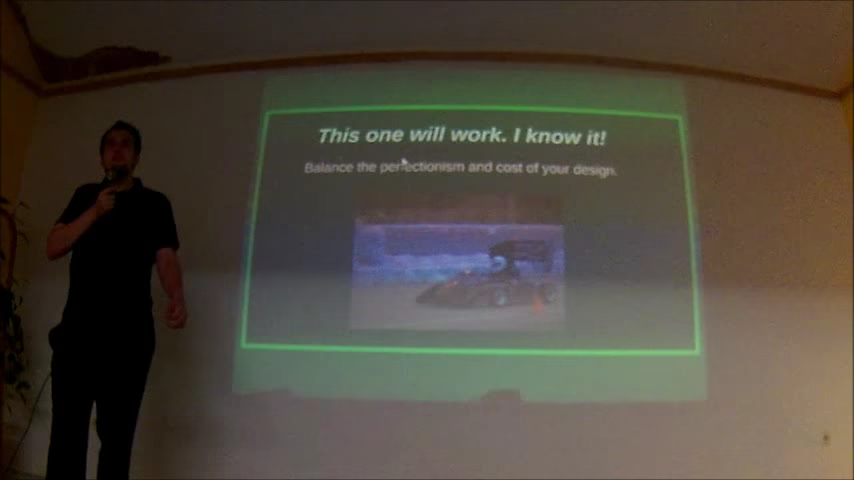 This one will work. I know it!
Balance the perfectionism and cost of your design.